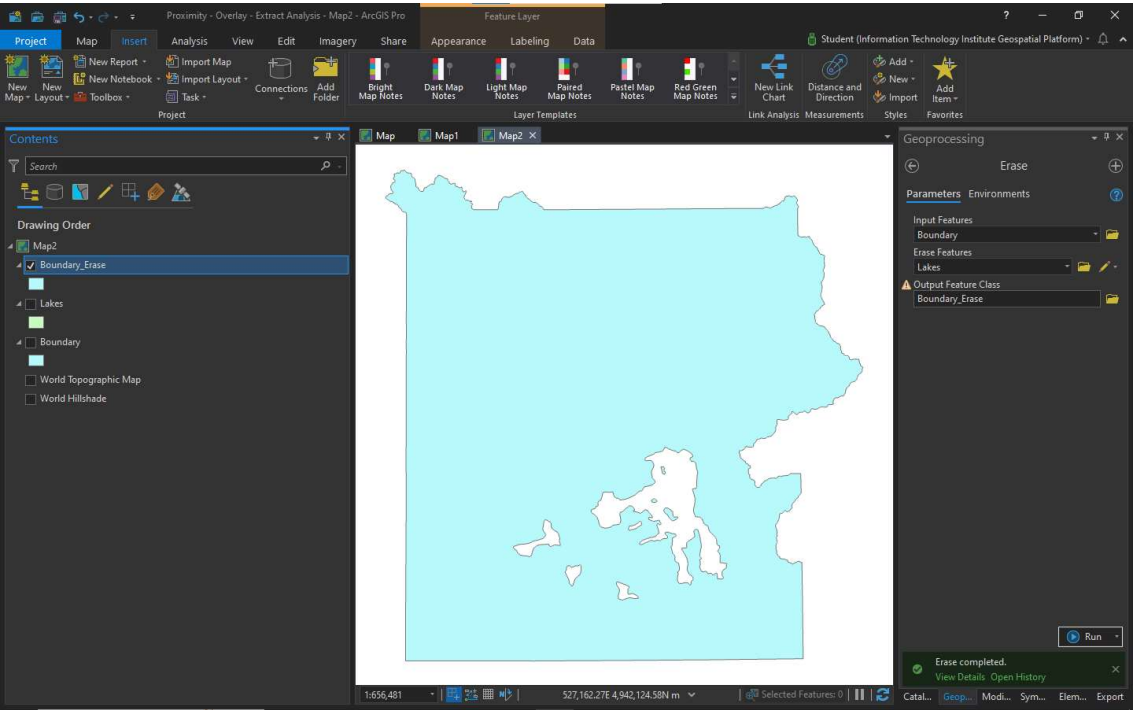 Proximity - Overlay - Extract Analysis - Map2 - ArcGIS Pro
Feature Layer
?
Project Map Insert Analysis View Edit Imagery Share Appearance Labeling Data
Student (Information Technology Institute Geospatial Platform)
New Map
New Layout
New Report
New Notebook
Toolbox
Import Map
Import Layout
Task
Connections
Add Folder
Project
Bright Map Notes
Dark Map Notes
Light Map Notes
Paired Map Notes
Pastel Map Notes
Red Green Map Notes
Layer Templates
New Link Chart
Link Analysis
Distance and Direction
Measurements
Add
New
Import
Styles
Add Item
Favorites
Contents
Search
Drawing Order
Map2
Boundary_Erase
Lakes
Boundary
World Topographic Map
World Hillshade
Map Map1 Map2
1:656,481
527,162.27E 4,942,124.58N m
Selected Features: 0
Geoprocessing
Erase
Parameters Environments
Input Features
Boundary
Erase Features
Lakes
Output Feature Class
Boundary_Erase
Run
Erase completed.
View Details Open History
Catal... Geop... Modi... Sym... Elem... Export